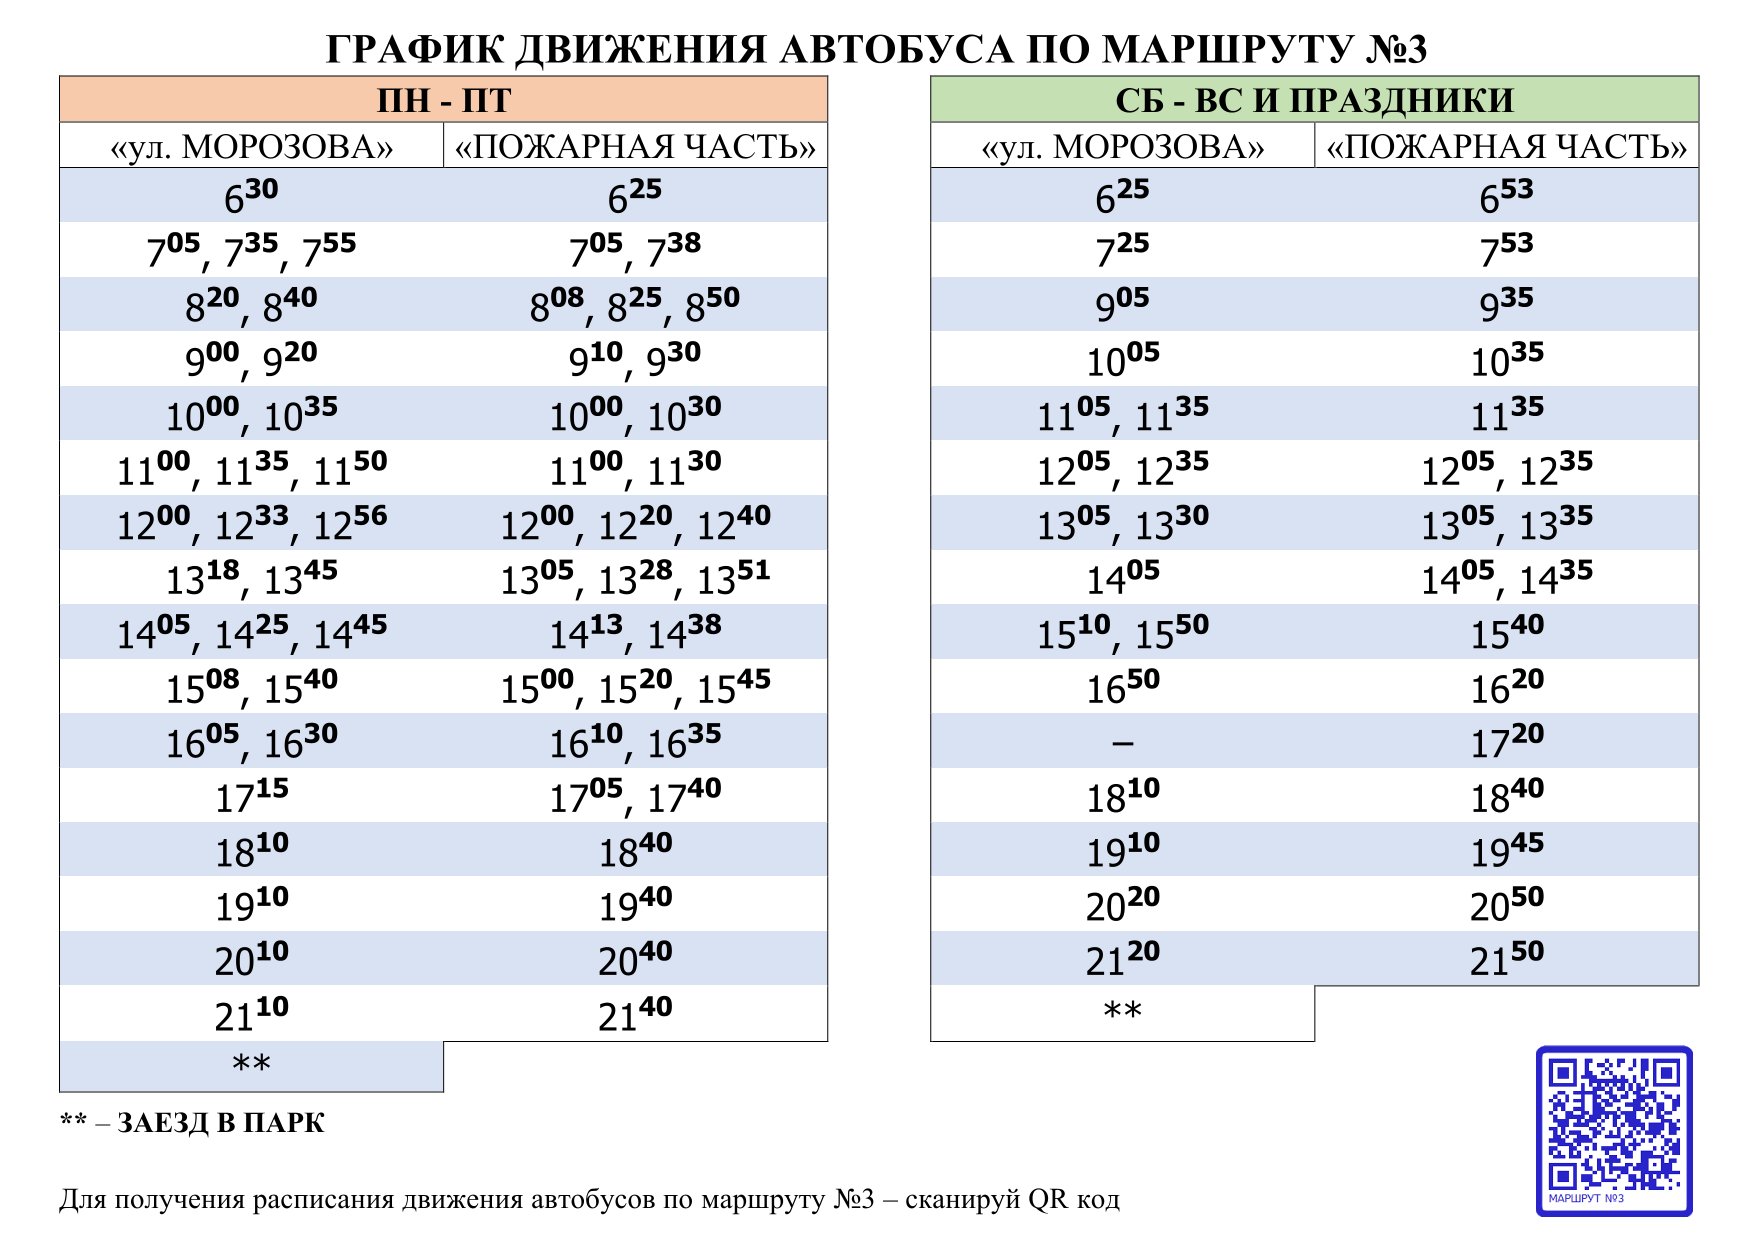 ГРАФИК ДВИЖЕНИЯ АВТОБУСА ПО МАРШРУТУ №3
ПН - ПТ
«ул. МОРОЗОВА» «ПОЖАРНАЯ ЧАСТЬ»
6³⁰ 6²⁵
7⁰⁵, 7³⁵, 7⁵⁵ 7⁰⁵, 7³⁸
8²⁰, 8⁴⁰ 8⁰⁸, 8²⁵, 8⁵⁰
9⁰⁰, 9²⁰ 9¹⁰, 9³⁰
10⁰⁰, 10³⁵ 10⁰⁰, 10³⁰
11⁰⁰, 11³⁵, 11⁵⁰ 11⁰⁰, 11³⁰
12⁰⁰, 12³³, 12⁵⁶ 12⁰⁰, 12²⁰, 12⁴⁰
13¹⁸, 13⁴⁵ 13⁰⁵, 13²⁸, 13⁵¹
14⁰⁵, 14²⁵, 14⁴⁵ 14¹³, 14³⁸
15⁰⁸, 15⁴⁰ 15⁰⁰, 15²⁰, 15⁴⁵
16⁰⁵, 16³⁰ 16¹⁰, 16³⁵
17¹⁵ 17⁰⁵, 17⁴⁰
18¹⁰ 18⁴⁰
19¹⁰ 19⁴⁰
20¹⁰ 20⁴⁰
21¹⁰ 21⁴⁰
**
СБ - ВС И ПРАЗДНИКИ
«ул. МОРОЗОВА» «ПОЖАРНАЯ ЧАСТЬ»
6²⁵ 6⁵³
7²⁵ 7⁵³
9⁰⁵ 9³⁵
10⁰⁵ 10³⁵
11⁰⁵, 11³⁵ 11³⁵
12⁰⁵, 12³⁵ 12⁰⁵, 12³⁵
13⁰⁵, 13³⁰ 13⁰⁵, 13³⁵
14⁰⁵ 14⁰⁵, 14³⁵
15¹⁰, 15⁵⁰ 15⁴⁰
16⁵⁰ 16²⁰
– 17²⁰
18¹⁰ 18⁴⁰
19¹⁰ 19⁴⁵
20²⁰ 20⁵⁰
21²⁰ 21⁵⁰
**
** – ЗАЕЗД В ПАРК
Для получения расписания движения автобусов по маршруту №3 – сканируй QR код
МАРШРУТ №3